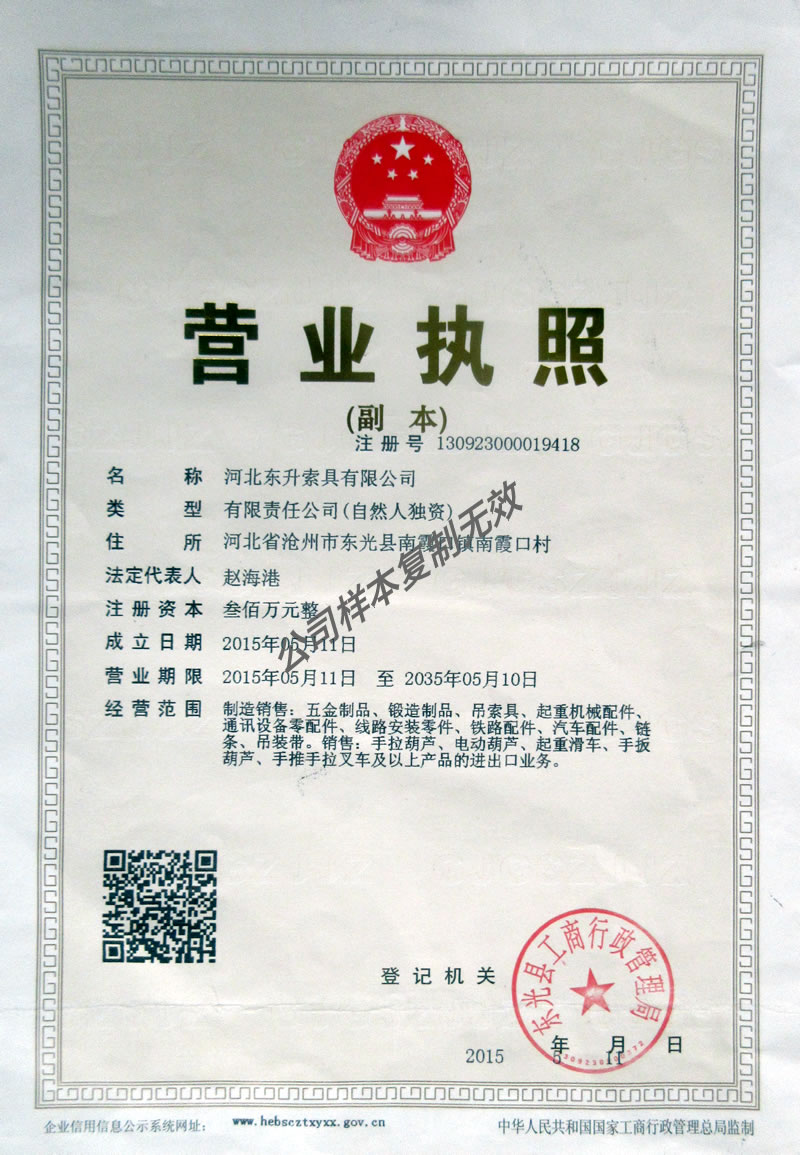 营业执照
(副 本)
注册号 130923000019418
名称 河北东升索具有限公司
类型 有限责任公司(自然人独资)
住所 河北省沧州市东光县南霞口镇南霞口村
法定代表人 赵海港
注册资本 叁佰万元整
成立日期 2015年05月11日
营业期限 2015年05月11日 至 2035年05月10日
经营范围 制造销售：五金制品、锻造制品、吊索具、起重机械配件、
通讯设备零配件、线路安装零件、铁路配件、汽车配件、链
条、吊装带。销售：手拉葫芦、电动葫芦、起重滑车、手扳
葫芦、手推手拉叉车及以上产品的进出口业务。
公司样本复制无效
登记机关
东光县工商行政管理局
年 月 日
2015 5 11
企业信用信息公示系统网址： www.hebscztxyxx.gov.cn 中华人民共和国国家工商行政管理总局监制